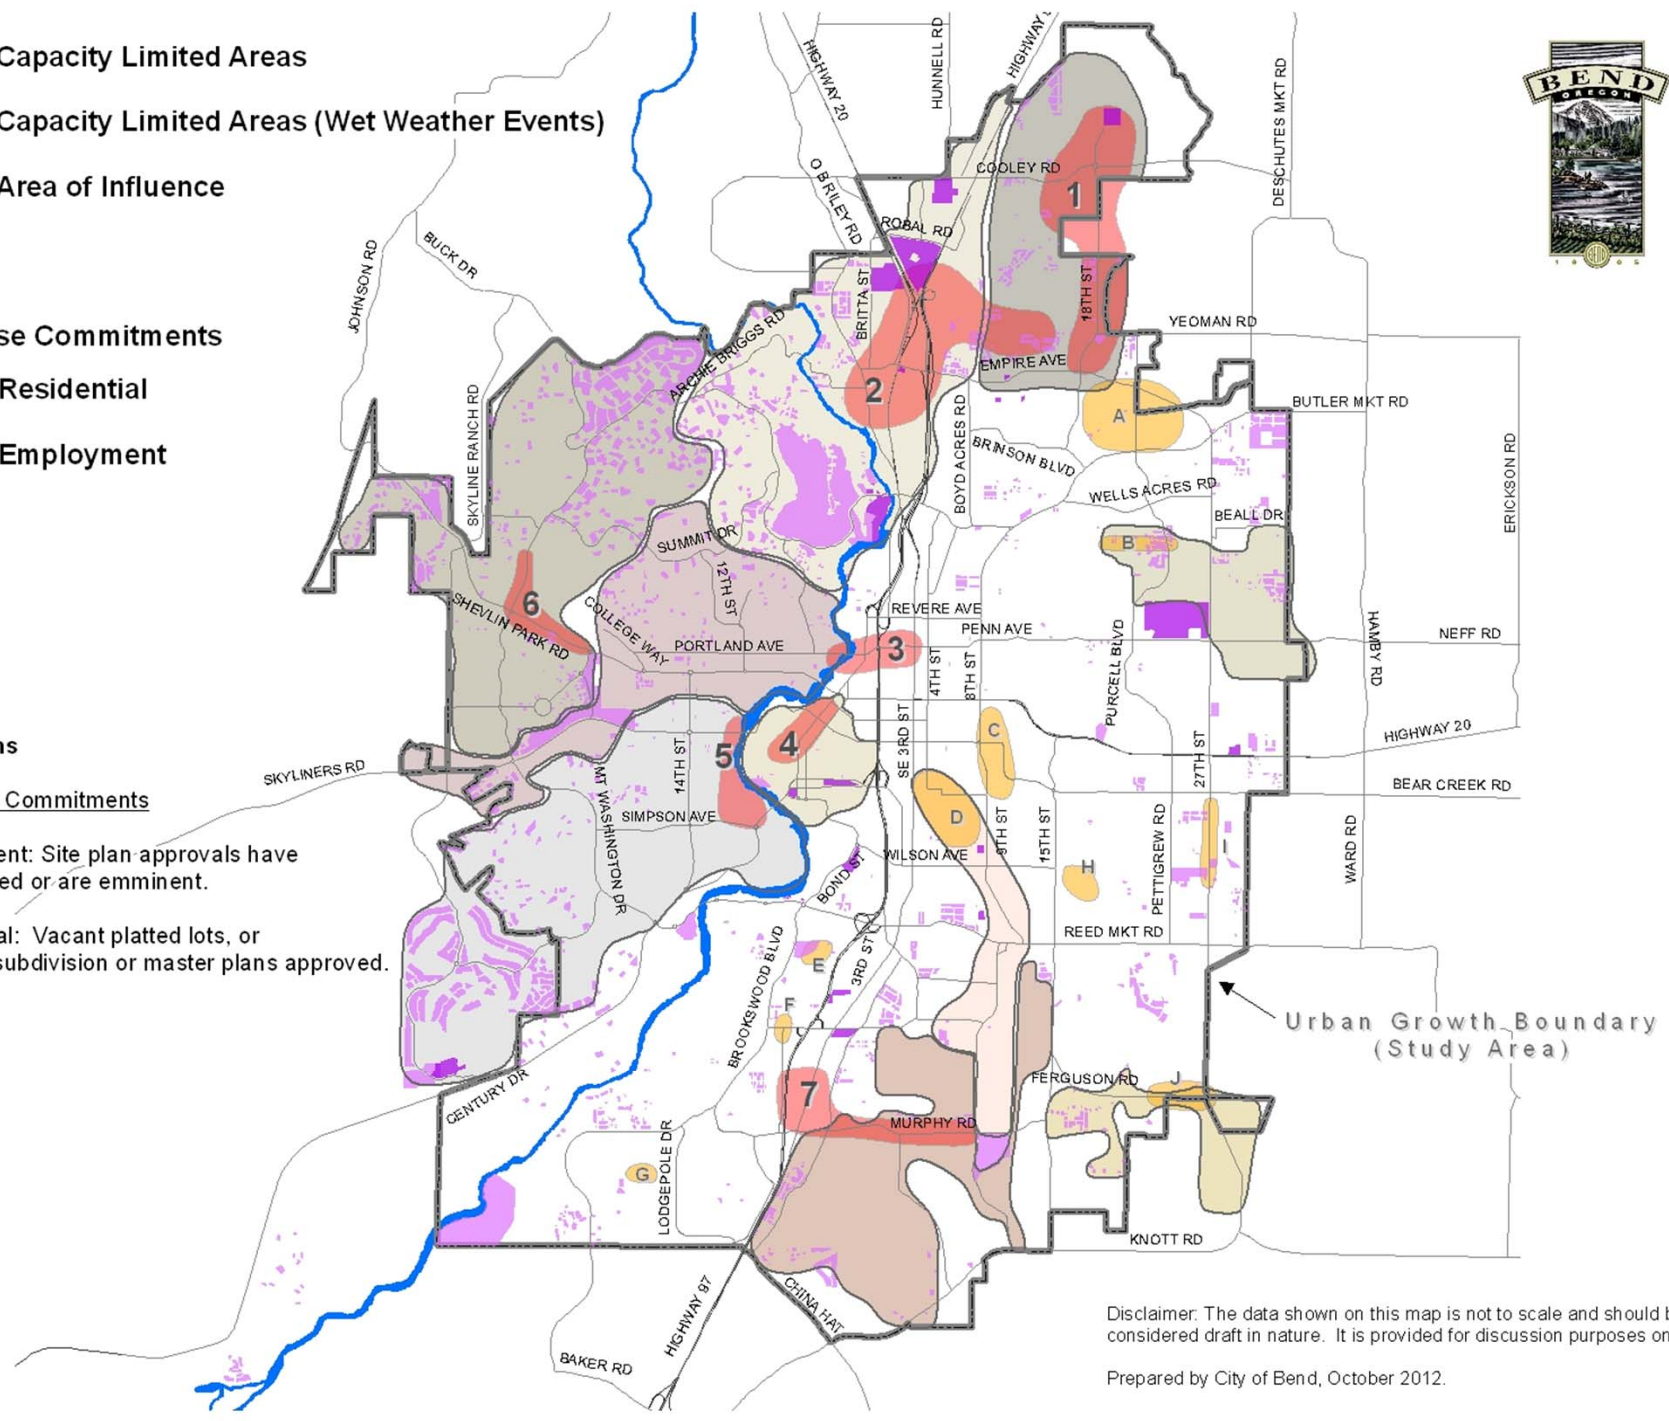 Capacity Limited Areas
Capacity Limited Areas (Wet Weather Events)
Area of Influence
se Commitments
Residential
Employment
ns
Commitments
ent: Site plan approvals have
ed or are emminent.
al: Vacant platted lots, or
subdivision or master plans approved.
BEND
OREGON
HIGHWAY 20
HUNNELL RD
HIGHWAY
DESCHUTES MKT RD
COOLEY RD
O B RILEY RD
1
ROBAL RD
BUCK DR
JOHNSON RD
BRITTA ST
18TH ST
YEOMAN RD
ARCHIE BRIGGS RD
EMPIRE AVE
2
A
BUTLER MKT RD
SKYLINE RANCH RD
BOYD ACRES RD
BRINSON BLVD
ERICKSON RD
WELLS ACRES RD
BEALL DR
SUMMIT DR
B
12TH ST
6
SHEVLIN PARK RD
COLLEGE WAY
REVERE AVE
PENN AVE
NEFF RD
PORTLAND AVE
3
4TH ST
8TH ST
PURCELL BLVD
HAMBY RD
C
HIGHWAY 20
5
4
SE 3RD ST
14TH ST
27TH ST
SKYLINERS RD
MT WASHINGTON DR
BEAR CREEK RD
SIMPSON AVE
D
9TH ST
15TH ST
PETTIGREW RD
I
WARD RD
WILSON AVE
H
BOND ST
REED MKT RD
E
3RD ST
BROOKSWOOD BLVD
F
Urban Growth Boundary
(Study Area)
CENTURY DR
7
FERGUSON RD
J
MURPHY RD
LODGEPOLE DR
G
KNOTT RD
CHINA HAT
HIGHWAY 97
BAKER RD
Disclaimer: The data shown on this map is not to scale and should b
considered draft in nature. It is provided for discussion purposes on
Prepared by City of Bend, October 2012.